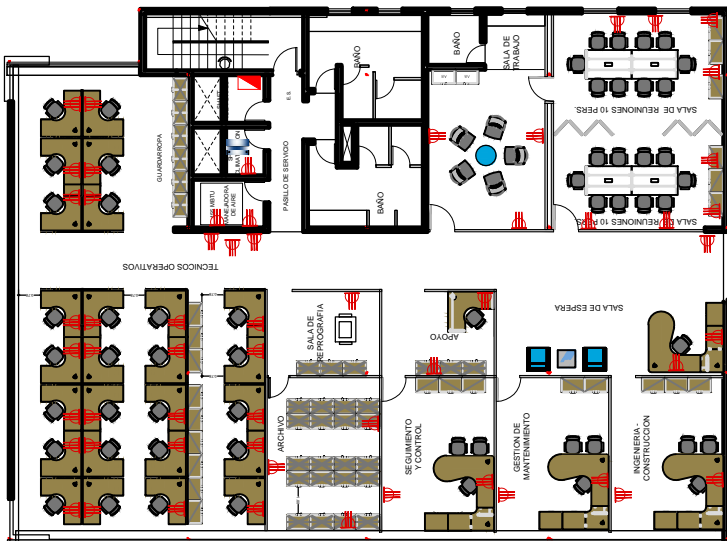 BAÑO
BAÑO
SALA DE
TRABAJO
SALA DE REUNIONES 10 PERS.
E.S.
GUARDARROPA
PASILLO DE SERVICIO
MANEJADORA
DE AIRE
BAÑO
SALA DE REUNIONES 10 PERS.
TECNICOS OPERATIVOS
SALA DE
REPROGRAFIA
APOYO
SALA DE ESPERA
ARCHIVO
SEGUIMIENTO
Y CONTROL
GESTION DE
MANTENIMIENTO
INGENIERIA -
CONSTRUCCION